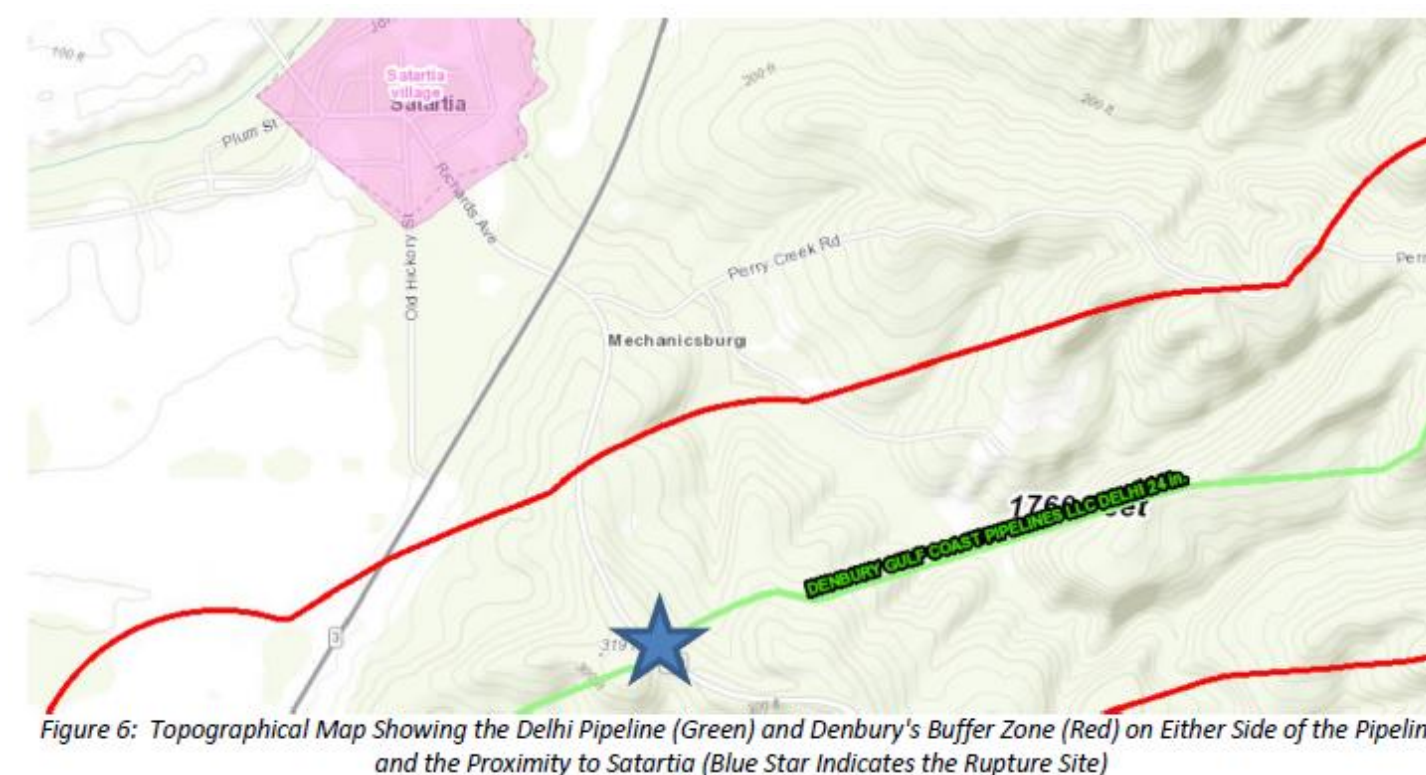 100 ft
Satartia
village
Satartia
Plum St
200 ft
200 ft
Richards Ave
Old Hickory St
Perry Creek Rd
Mechanicsburg
DENBURY GULF COAST PIPELINES LLC DELHI 24 in.
3
300 ft
Figure 6: Topographical Map Showing the Delhi Pipeline (Green) and Denbury's Buffer Zone (Red) on Either Side of the Pipelin
and the Proximity to Satartia (Blue Star Indicates the Rupture Site)